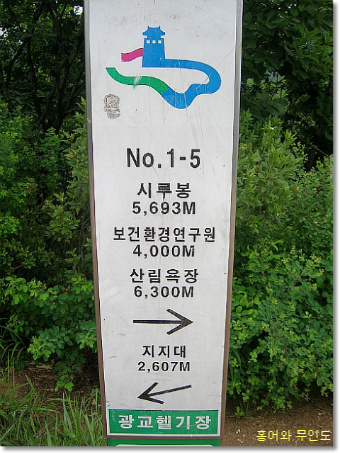 No.1-5
시루봉
5,693M
보건환경연구원
4,000M
산림욕장
6,300M
지지대
2,607M
광교헬기장
홍어와 무인도